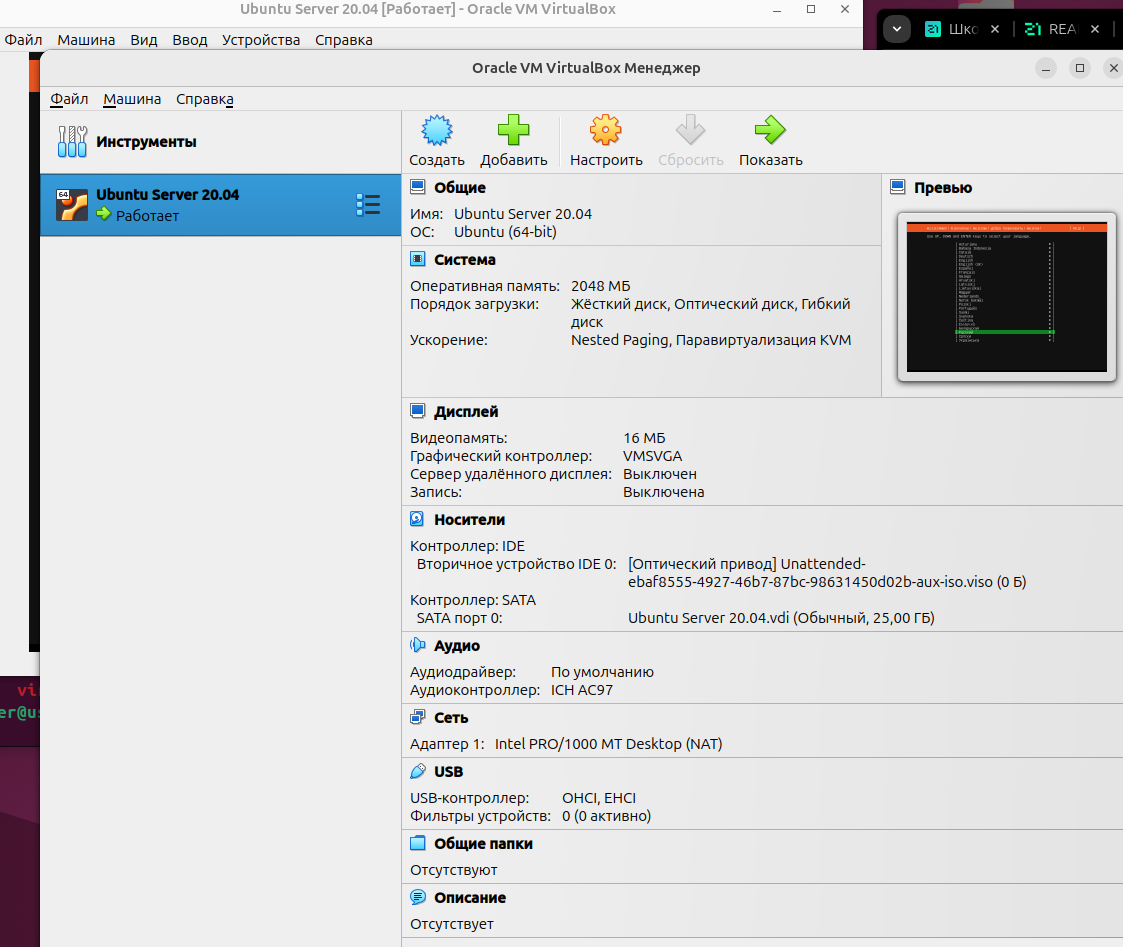 Ubuntu Server 20.04 [Работает] - Oracle VM VirtualBox
Файл Машина Вид Ввод Устройства Справка
Шко
REA
Oracle VM VirtualBox Менеджер
Файл Машина Справка
Инструменты
Создать Добавить Настроить Сбросить Показать
64
Ubuntu Server 20.04
Работает
Общие
Имя: Ubuntu Server 20.04
ОС: Ubuntu (64-bit)
Превью
Система
Оперативная память: 2048 МБ
Порядок загрузки: Жёсткий диск, Оптический диск, Гибкий
диск
Ускорение: Nested Paging, Паравиртуализация KVM
Дисплей
Видеопамять: 16 МБ
Графический контроллер: VMSVGA
Сервер удалённого дисплея: Выключен
Запись: Выключена
Носители
Контроллер: IDE
Вторичное устройство IDE 0: [Оптический привод] Unattended-
ebaf8555-4927-46b7-87bc-98631450d02b-aux-iso.viso (0 Б)
Контроллер: SATA
SATA порт 0: Ubuntu Server 20.04.vdi (Обычный, 25,00 ГБ)
Аудио
Аудиодрайвер: По умолчанию
Аудиоконтроллер: ICH AC97
vi
er@u
Сеть
Адаптер 1: Intel PRO/1000 MT Desktop (NAT)
USB
USB-контроллер: OHCI, EHCI
Фильтры устройств: 0 (0 активно)
Общие папки
Отсутствуют
Описание
Отсутствует